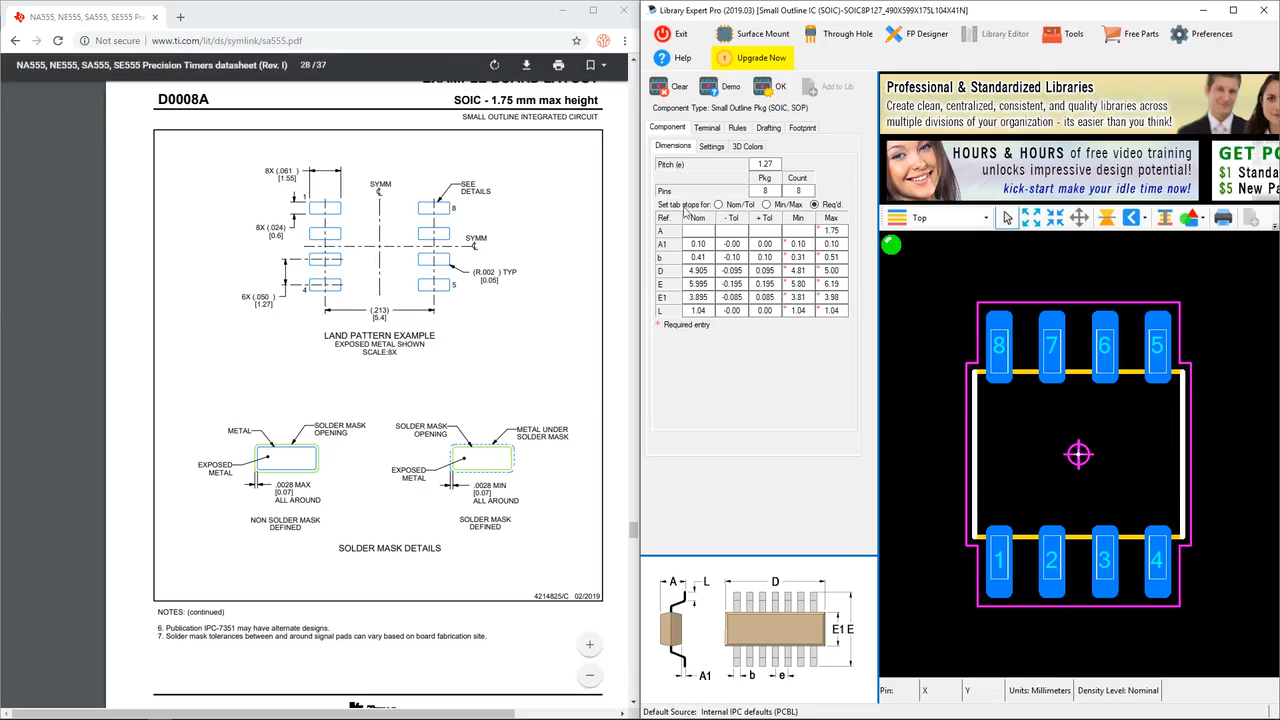 NA555, NE555, SA555, SE555 Pre
Not secure | www.ti.com/lit/ds/symlink/sa555.pdf
NA555, NE555, SA555, SE555 Precision Timers datasheet (Rev. I)
28/37
EXAMPLE BOARD LAYOUT
D0008A
SOIC - 1.75 mm max height
SMALL OUTLINE INTEGRATED CIRCUIT
8X (.061 )
[1.55]
SYMM
SEE
DETAILS
1
8
8X (.024)
[0.6]
SYMM
6X (.050 )
[1.27]
4
5
(R.002 ) TYP
[0.05]
(.213)
[5.4]
LAND PATTERN EXAMPLE
EXPOSED METAL SHOWN
SCALE:8X
METAL
SOLDER MASK
OPENING
EXPOSED
METAL
.0028 MAX
[0.07]
ALL AROUND
NON SOLDER MASK
DEFINED
SOLDER MASK
OPENING
METAL UNDER
SOLDER MASK
EXPOSED
METAL
.0028 MIN
[0.07]
ALL AROUND
SOLDER MASK
DEFINED
SOLDER MASK DETAILS
4214825/C 02/2019
NOTES: (continued)
6. Publication IPC-7351 may have alternate designs.
7. Solder mask tolerances between and around signal pads can vary based on board fabrication site.
Library Expert Pro (2019.03) [Small Outline IC (SOIC)-SOIC8P127_490X599X175L104X41N]
Exit
Surface Mount
Through Hole
FP Designer
Library Editor
Tools
Free Parts
Preferences
Help
Upgrade Now
Clear
Demo
OK
Add to Lib
Component Type: Small Outline Pkg (SOIC, SOP)
Component Terminal Rules Drafting Footprint
Dimensions Settings 3D Colors
Pitch (e) 1.27
Pkg Count
Pins 8 8
Set tab stops for: Nom/Tol Min/Max Req'd.
Ref. Nom - Tol + Tol Min Max
A * 1.75
A1 0.10 -0.00 0.00 * 0.10 0.10
b 0.41 -0.10 0.10 * 0.31 * 0.51
D 4.905 -0.095 0.095 * 4.81 * 5.00
E 5.995 -0.195 0.195 * 5.80 * 6.19
E1 3.895 -0.085 0.085 * 3.81 * 3.98
L 1.04 -0.00 0.00 * 1.04 * 1.04
* Required entry
A L D
E1 E
A1 b e
Default Source: Internal IPC defaults (PCBL)
Professional & Standardized Libraries
Create clean, centralized, consistent, and quality libraries across
multiple divisions of your organization - its easier than you think!
HOURS & HOURS of free video training
unlocks impressive design potential!
kick-start make your idle time now!
GET PO
$1 Standa
$5 New Pa
Top
8 7 6 5
1 2 3 4
Pin: X Y Units: Millimeters Density Level: Nominal